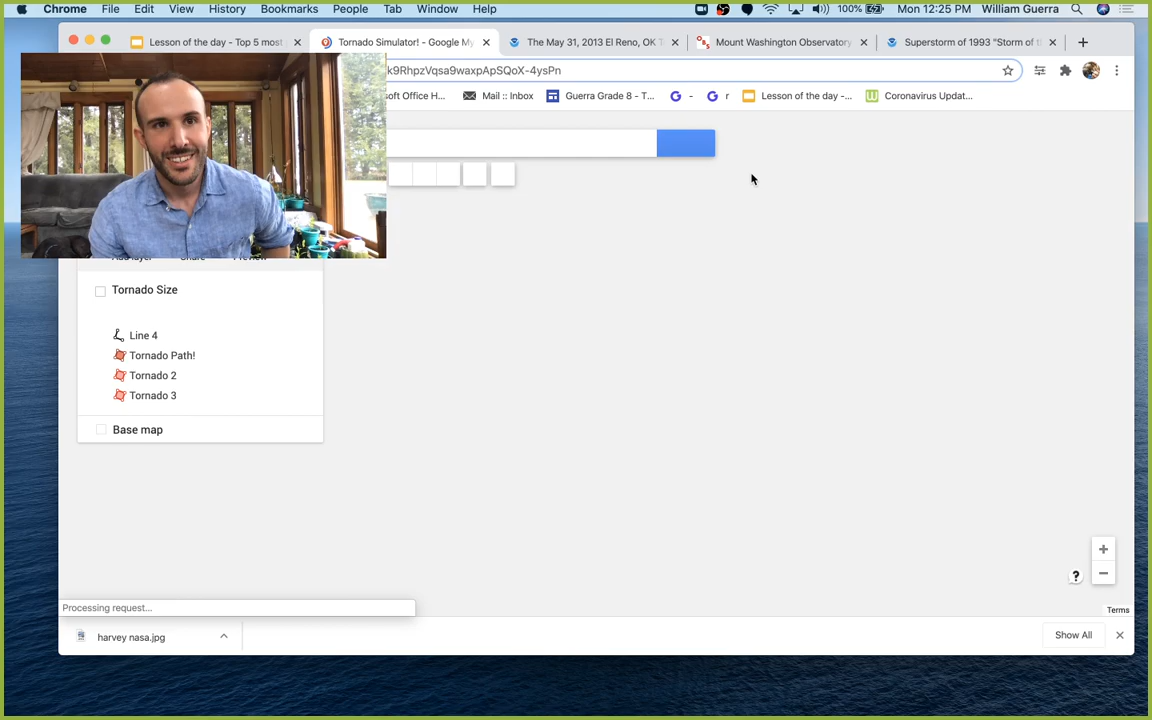 Chrome File Edit View History Bookmarks People Tab Window Help 100% Mon 12:25 PM William Guerra
Lesson of the day - Top 5 most Tornado Simulator! - Google My The May 31, 2013 El Reno, OK T Mount Washington Observatory Superstorm of 1993 "Storm of t
k9RhpzVqsa9waxpApSQoX-4ysPn
soft Office H... Mail :: Inbox Guerra Grade 8 - T... G - G r Lesson of the day -... Coronavirus Updat...
Tornado Size
Line 4
Tornado Path!
Tornado 2
Tornado 3
Base map
+
?
−
Terms
Processing request...
harvey nasa.jpg
Show All